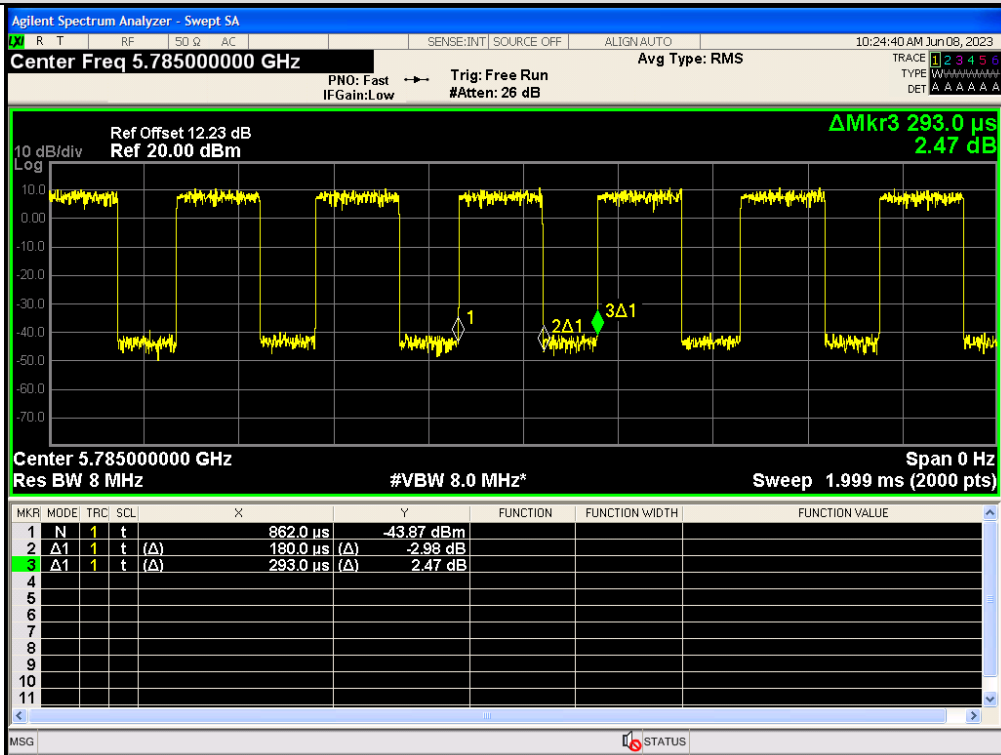 Agilent Spectrum Analyzer - Swept SA
LXI R T RF 50 Ω AC SENSE:INT SOURCE OFF ALIGN AUTO 10:24:40 AM Jun 08, 2023
Center Freq 5.785000000 GHz Avg Type: RMS TRACE 1 2 3 4 5 6
PNO: Fast Trig: Free Run TYPE W
IFGain:Low #Atten: 26 dB DET A A A A A A
ΔMkr3 293.0 µs
2.47 dB
Ref Offset 12.23 dB
10 dB/div Ref 20.00 dBm
Log
10.0
0.00
-10.0
-20.0
-30.0
1 2Δ1 3Δ1
-40.0
-50.0
-60.0
-70.0
Center 5.785000000 GHz Span 0 Hz
Res BW 8 MHz #VBW 8.0 MHz* Sweep 1.999 ms (2000 pts)
MKR MODE TRC SCL X Y FUNCTION FUNCTION WIDTH FUNCTION VALUE
1 N 1 t 862.0 µs -43.87 dBm
2 Δ1 1 t (Δ) 180.0 µs (Δ) -2.98 dB
3 Δ1 1 t (Δ) 293.0 µs (Δ) 2.47 dB
4
5
6
7
8
9
10
11
MSG STATUS